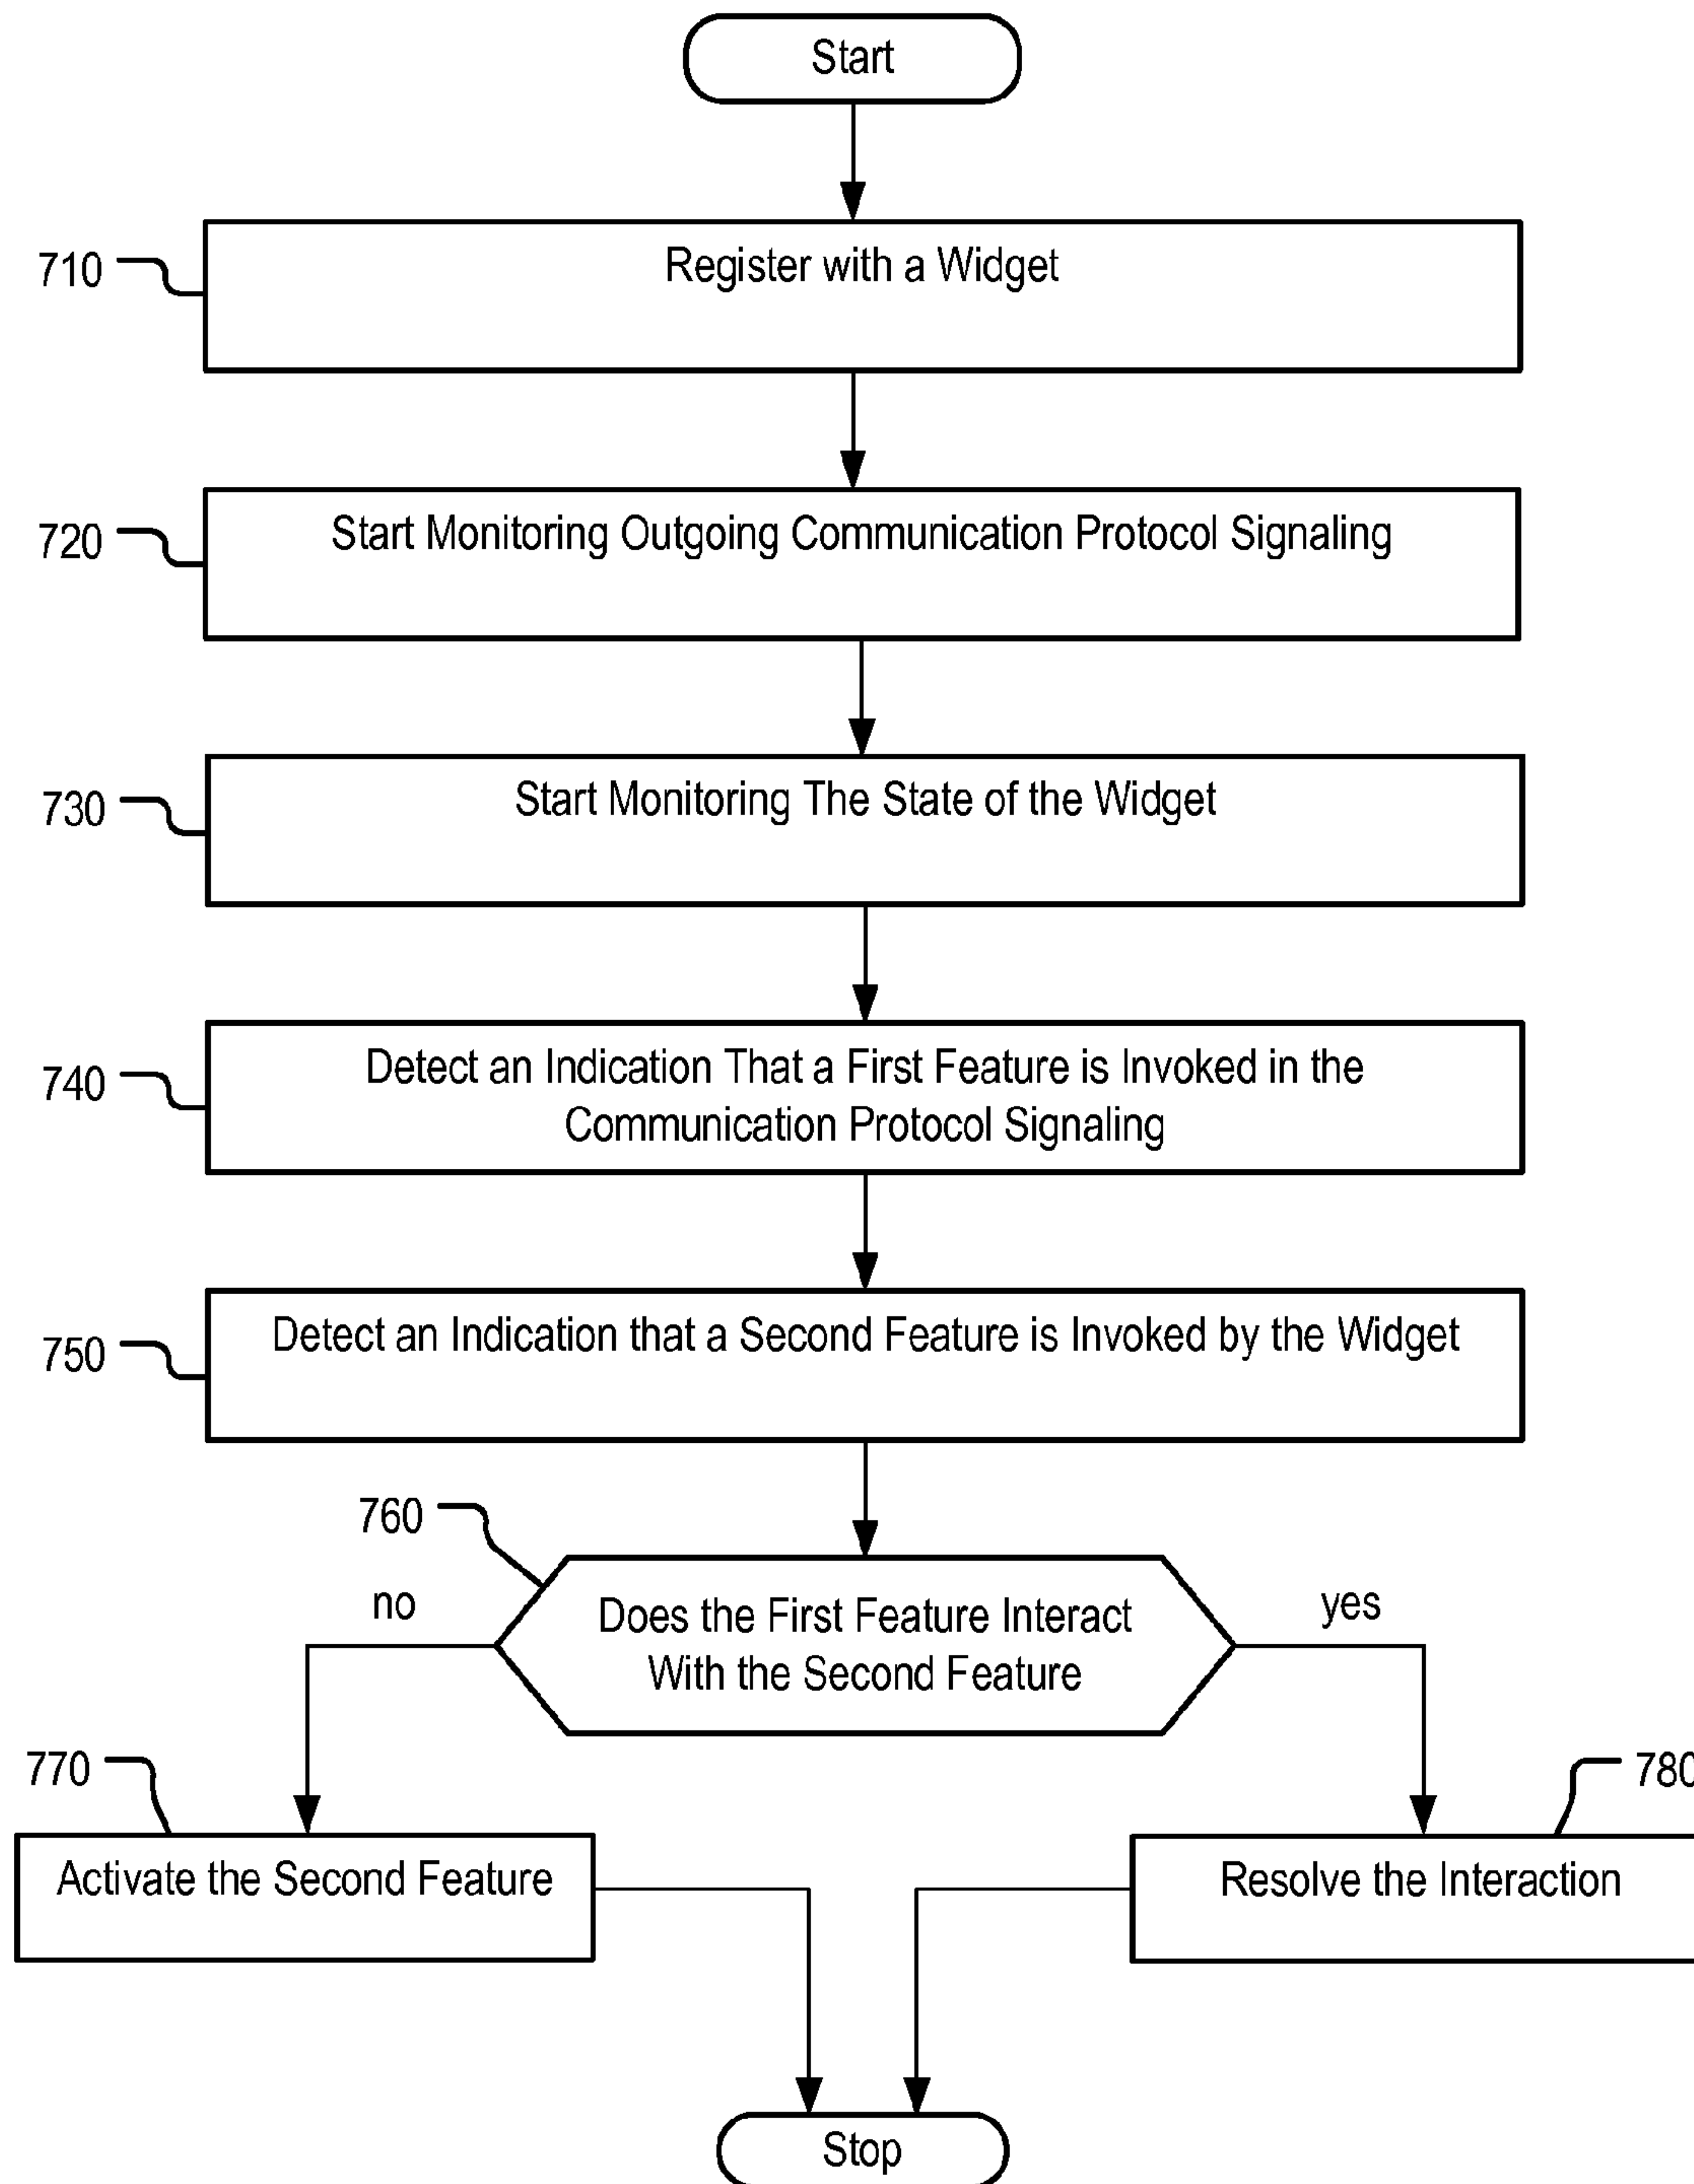 Start
710
Register with a Widget
720
Start Monitoring Outgoing Communication Protocol Signaling
730
Start Monitoring The State of the Widget
740
Detect an Indication That a First Feature is Invoked in the
Communication Protocol Signaling
750
Detect an Indication that a Second Feature is Invoked by the Widget
760
no
Does the First Feature Interact
With the Second Feature
yes
770
Activate the Second Feature
780
Resolve the Interaction
Stop